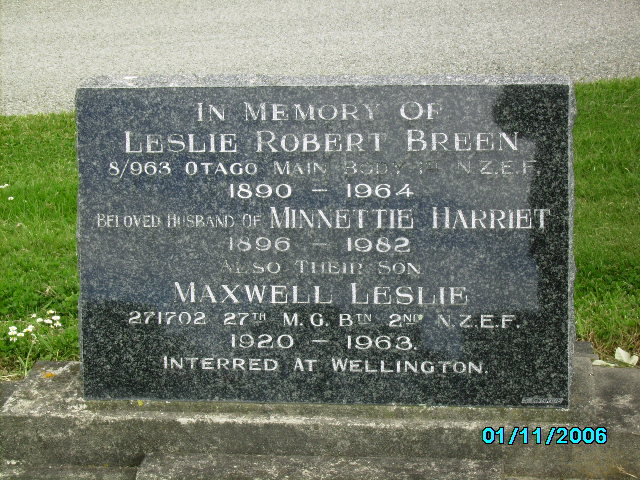 IN MEMORY OF
LESLIE ROBERT BREEN
8/963 OTAGO MAIN BODY N.Z.E.F.
1890 - 1964
BELOVED HUSBAND OF MINNETTIE HARRIET
1896 - 1982
ALSO THEIR SON
MAXWELL LESLIE
271702 27TH M.G. BTN 2ND N.Z.E.F.
1920 - 1963.
INTERRED AT WELLINGTON.
01/11/2006